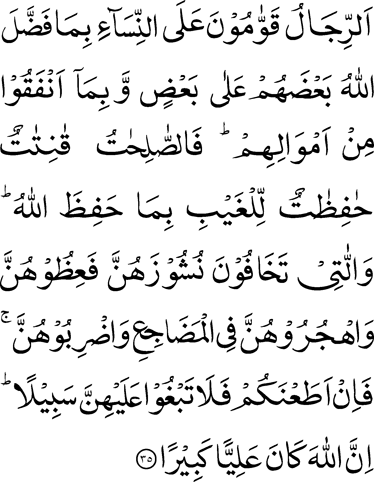 اَلرِّجَالُ قَوّٰمُوْنَ عَلَى النِّسَآءِ بِمَا فَضَّلَ
اللّٰهُ بَعْضَهُمْ عَلٰى بَعْضٍ وَّ بِمَاۤ اَنْفَقُوْا
مِنْ اَمْوَالِهِمْ ؕ فَالصّٰلِحٰتُ قٰنِتٰتٌ
حٰفِظٰتٌ لِّلْغَيْبِ بِمَا حَفِظَ اللّٰهُ ؕ
وَالّٰتِيْ تَخَافُوْنَ نُشُوْزَهُنَّ فَعِظُوْهُنَّ
وَاهْجُرُوْهُنَّ فِي الْمَضَاجِعِ وَاضْرِبُوْهُنَّ ۚ
فَاِنْ اَطَعْنَكُمْ فَلَا تَبْغُوْا عَلَيْهِنَّ سَبِيْلًا ؕ
اِنَّ اللّٰهَ كَانَ عَلِيًّا كَبِيْرًا ۝۳۵